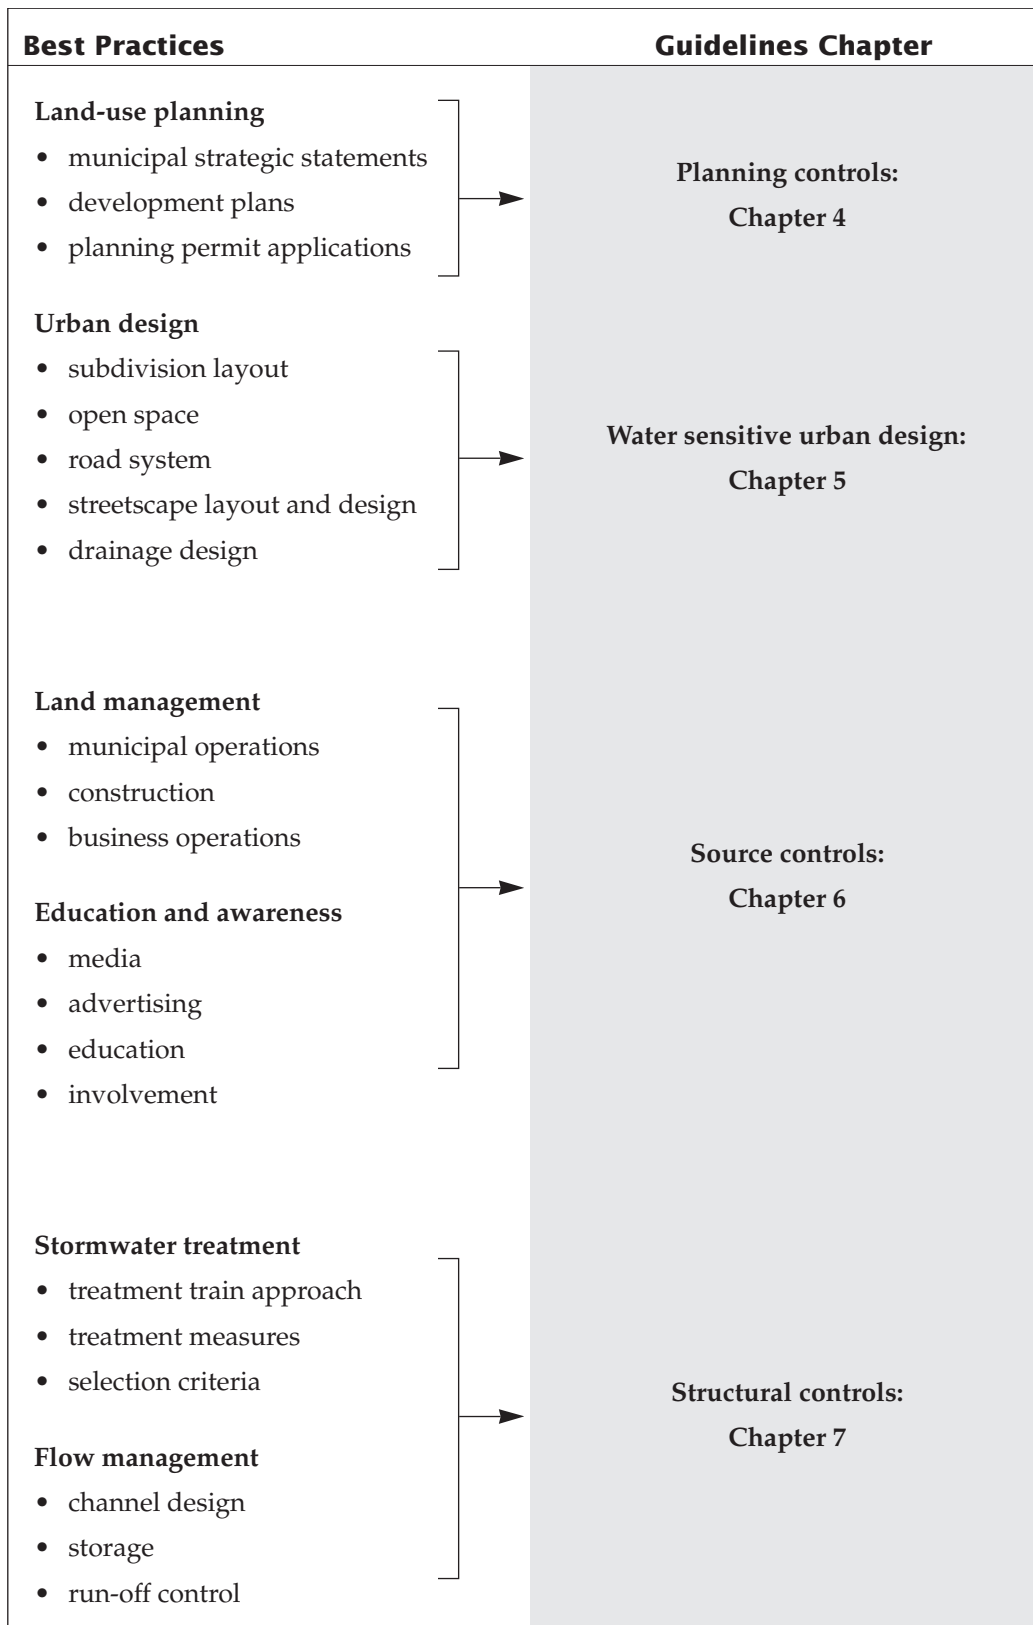 Best Practices
Guidelines Chapter
Land-use planning
• municipal strategic statements
• development plans
• planning permit applications
Planning controls:
Chapter 4
Urban design
• subdivision layout
• open space
• road system
• streetscape layout and design
• drainage design
Water sensitive urban design:
Chapter 5
Land management
• municipal operations
• construction
• business operations
Education and awareness
• media
• advertising
• education
• involvement
Source controls:
Chapter 6
Stormwater treatment
• treatment train approach
• treatment measures
• selection criteria
Flow management
• channel design
• storage
• run-off control
Structural controls:
Chapter 7